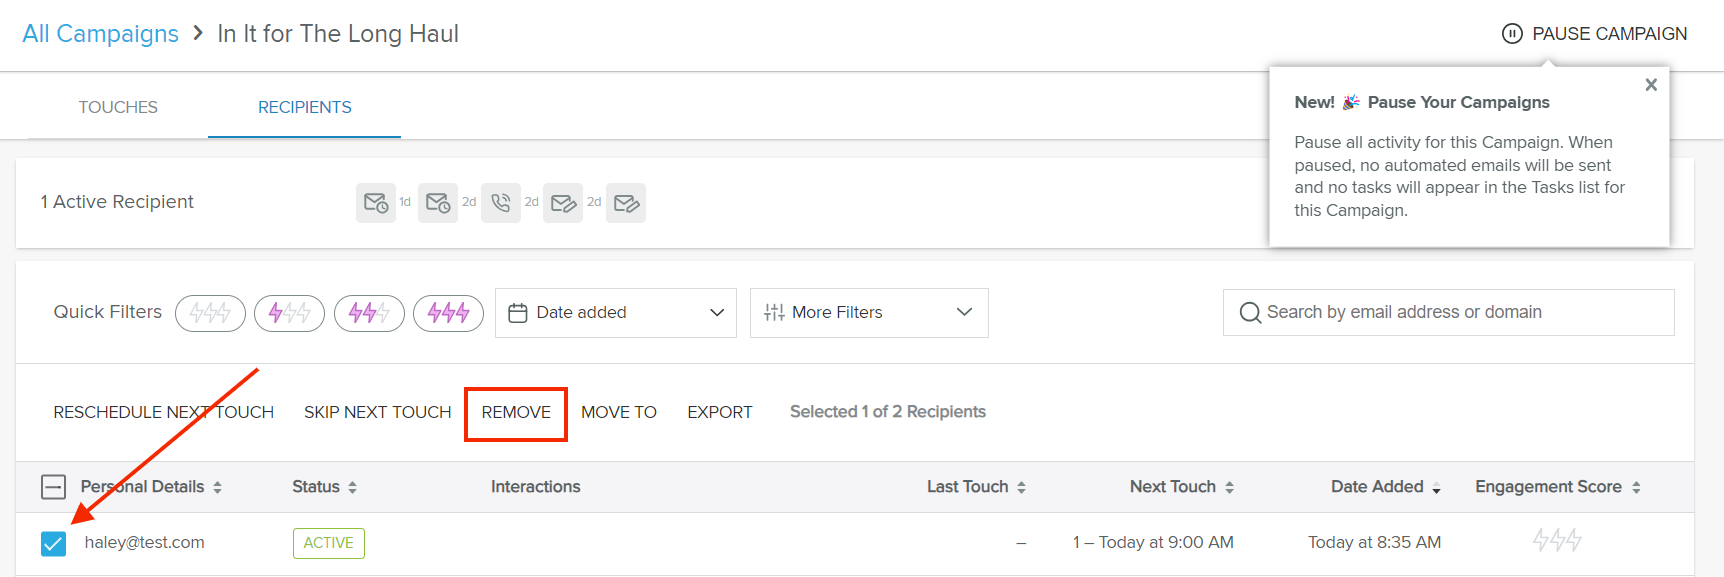 All Campaigns > In It for The Long Haul
PAUSE CAMPAIGN
New! 🎉 Pause Your Campaigns
Pause all activity for this Campaign. When
paused, no automated emails will be sent
and no tasks will appear in the Tasks list for
this Campaign.
TOUCHES RECIPIENTS
1 Active Recipient 1d 2d 2d 2d
Quick Filters Date added More Filters Search by email address or domain
RESCHEDULE NEXT TOUCH SKIP NEXT TOUCH REMOVE MOVE TO EXPORT Selected 1 of 2 Recipients
Personal Details Status Interactions Last Touch Next Touch Date Added Engagement Score
haley@test.com ACTIVE – 1 – Today at 9:00 AM Today at 8:35 AM